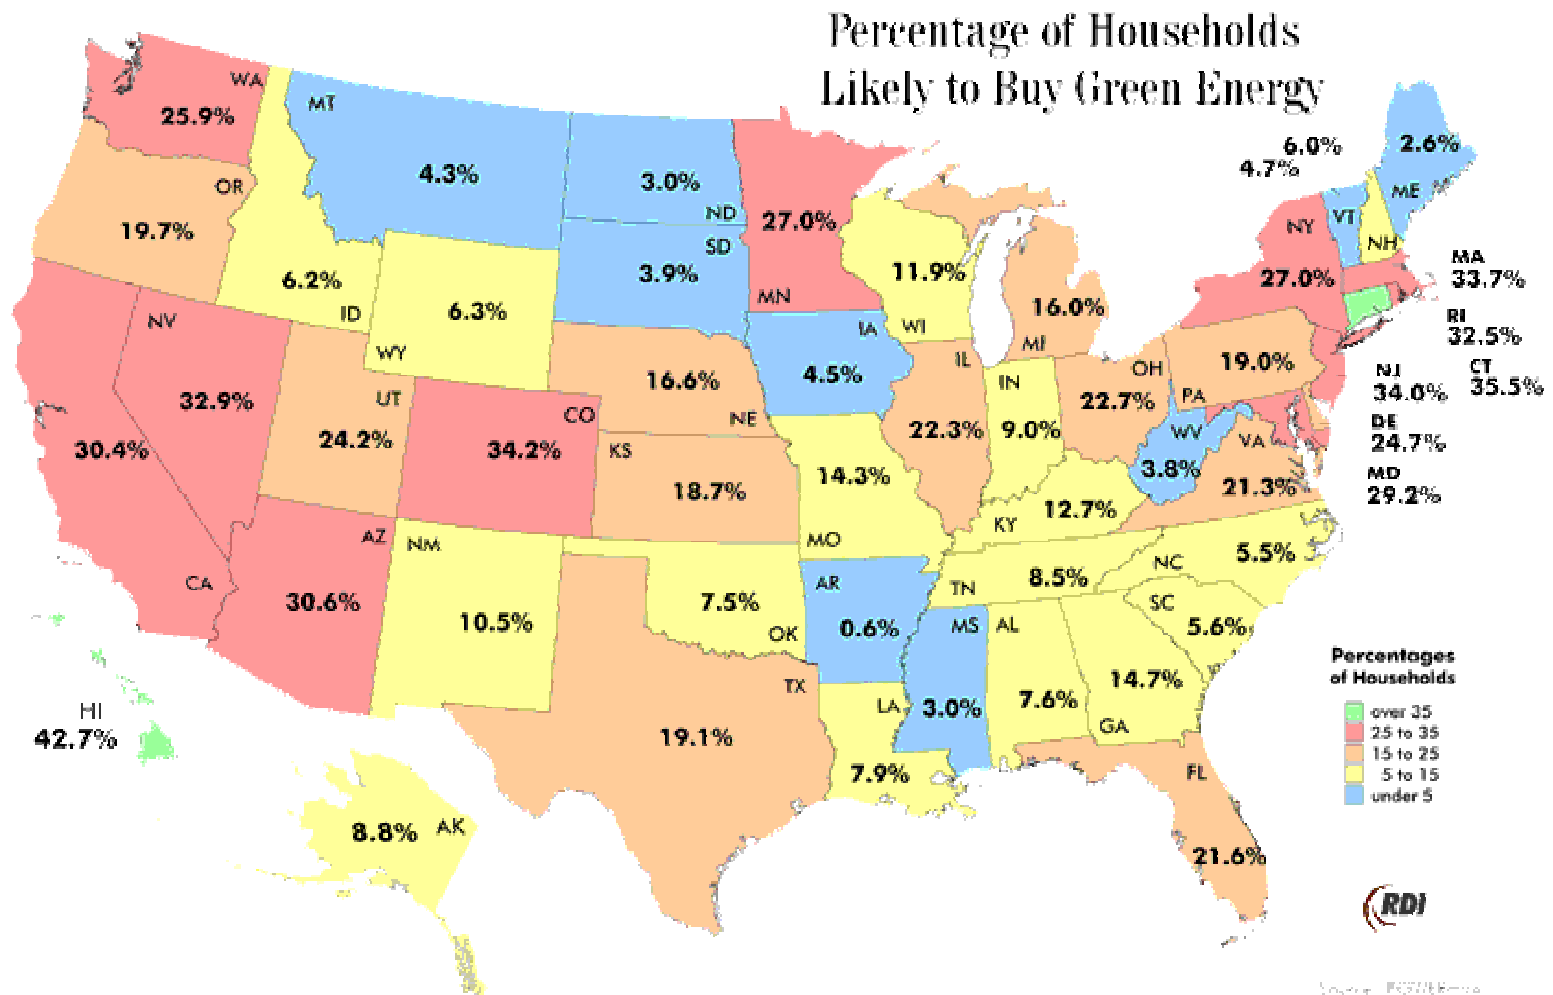 Percentage of Households
Likely to Buy Green Energy
WA
25.9%
OR
19.7%
MT
4.3%
6.2%
ID
6.3%
WY
3.0%
ND
SD
3.9%
27.0%
MN
11.9%
WI
16.0%
MI
6.0%
4.7%
2.6%
ME
VT
NH
NY
27.0%
MA
33.7%
RI
32.5%
CT
35.5%
NJ
34.0%
DE
24.7%
MD
29.2%
NV
32.9%
30.4%
CA
UT
24.2%
CO
34.2%
16.6%
NE
KS
18.7%
IA
4.5%
IL
22.3%
IN
9.0%
OH
22.7%
19.0%
PA
WV
3.8%
VA
21.3%
14.3%
MO
KY
12.7%
TN
8.5%
NC
5.5%
SC
5.6%
AZ
30.6%
NM
10.5%
7.5%
OK
AR
0.6%
MS
3.0%
AL
7.6%
14.7%
GA
TX
19.1%
LA
7.9%
FL
21.6%
HI
42.7%
8.8% AK
Percentages
of Households
over 35
25 to 35
15 to 25
5 to 15
under 5
RDI